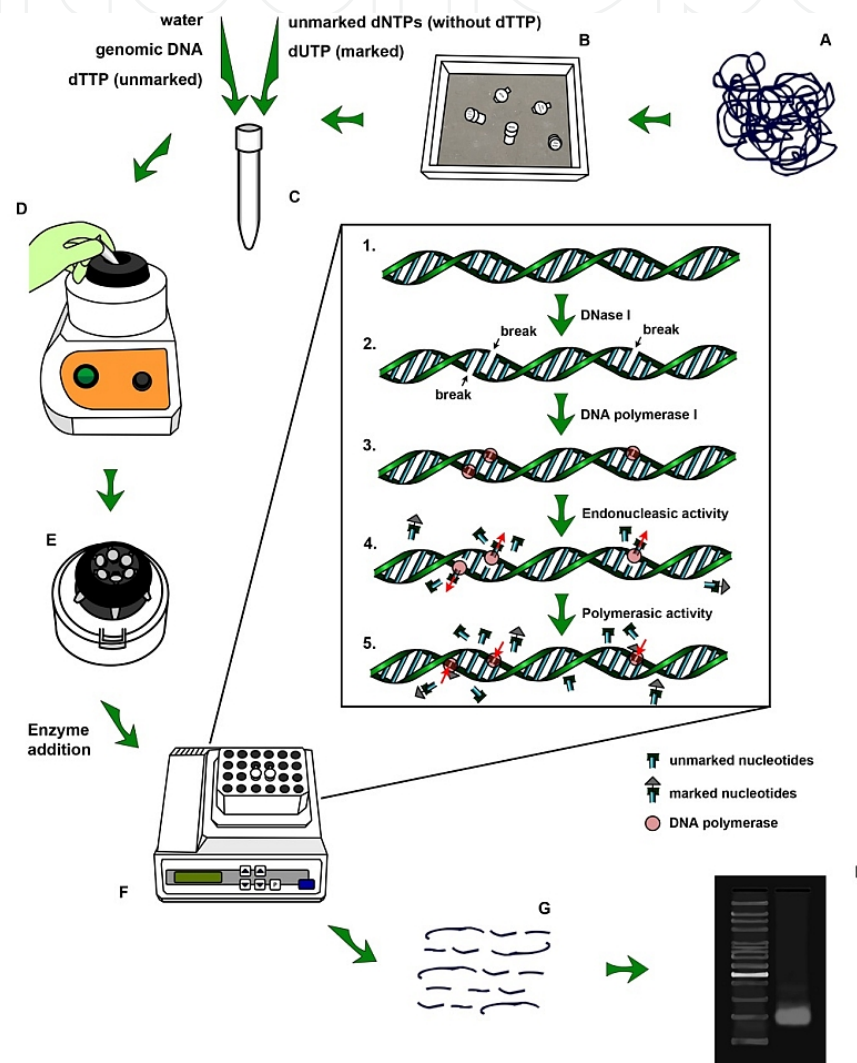 water
genomic DNA
dTTP (unmarked)
unmarked dNTPs (without dTTP)
dUTP (marked)
B
A
C
D
1.
DNase I
2.
break
break
break
DNA polymerase I
3.
Endonucleasic activity
4.
Polymerasic activity
5.
E
Enzyme
addition
unmarked nucleotides
marked nucleotides
DNA polymerase
F
P
G